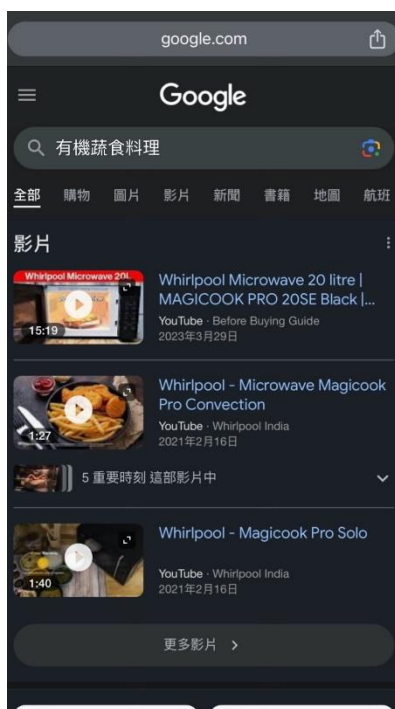 google.com
Google
有機蔬食料理
全部 購物 圖片 影片 新聞 書籍 地圖 航班
影片
Whirlpool Microwave 20L
15:19
Whirlpool Microwave 20 litre |
MAGICOOK PRO 20SE Black |...
YouTube · Before Buying Guide
2023年3月29日
1:27
Whirlpool - Microwave Magicook
Pro Convection
YouTube · Whirlpool India
2021年2月16日
5 重要時刻 這部影片中
1:40
Whirlpool - Magicook Pro Solo
YouTube · Whirlpool India
2021年2月16日
更多影片